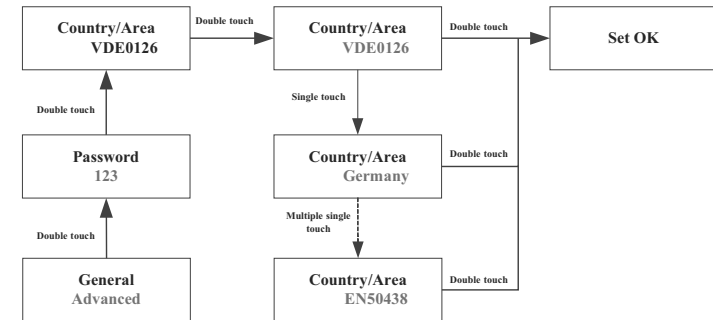 Country/Area
VDE0126
Double touch
Country/Area
VDE0126
Double touch
Set OK
Double touch
Single touch
Password
123
Country/Area
Germany
Double touch
Double touch
Multiple single
touch
General
Advanced
Country/Area
EN50438
Double touch